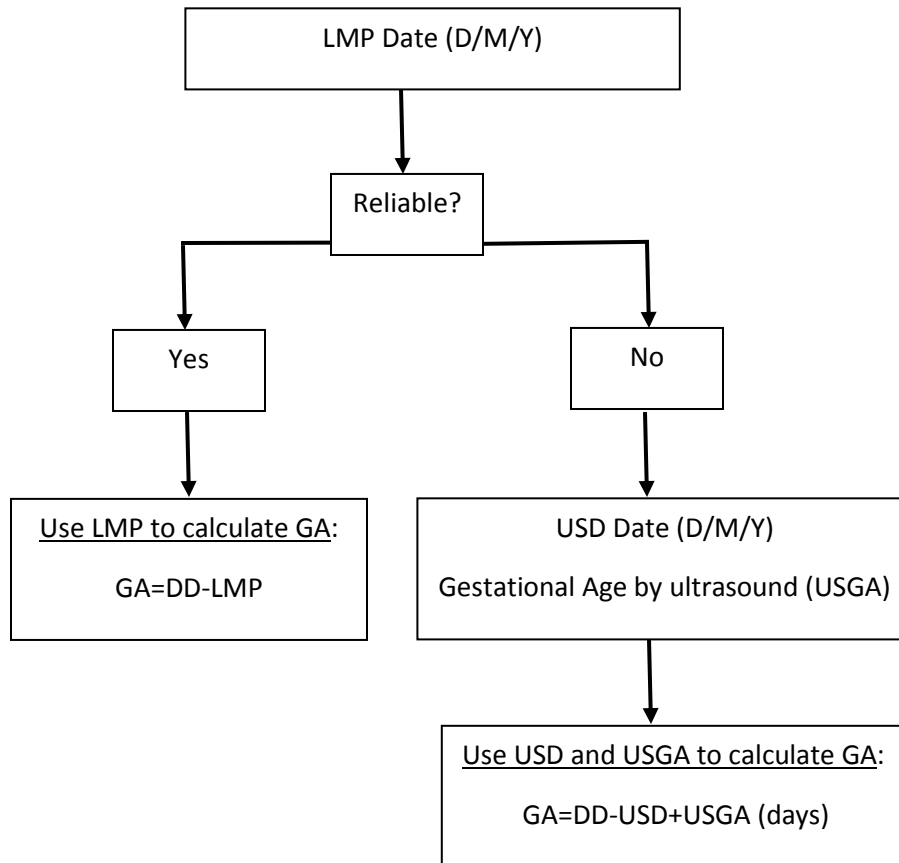 LMP Date (D/M/Y)
Reliable?
Yes
No
Use LMP to calculate GA:
GA=DD-LMP
USD Date (D/M/Y)
Gestational Age by ultrasound (USGA)
Use USD and USGA to calculate GA:
GA=DD-USD+USGA (days)